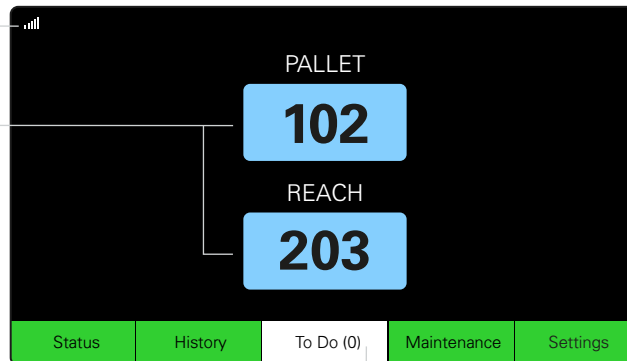 PALLET
102
REACH
203
Status
History
To Do (0)
Maintenance
Settings